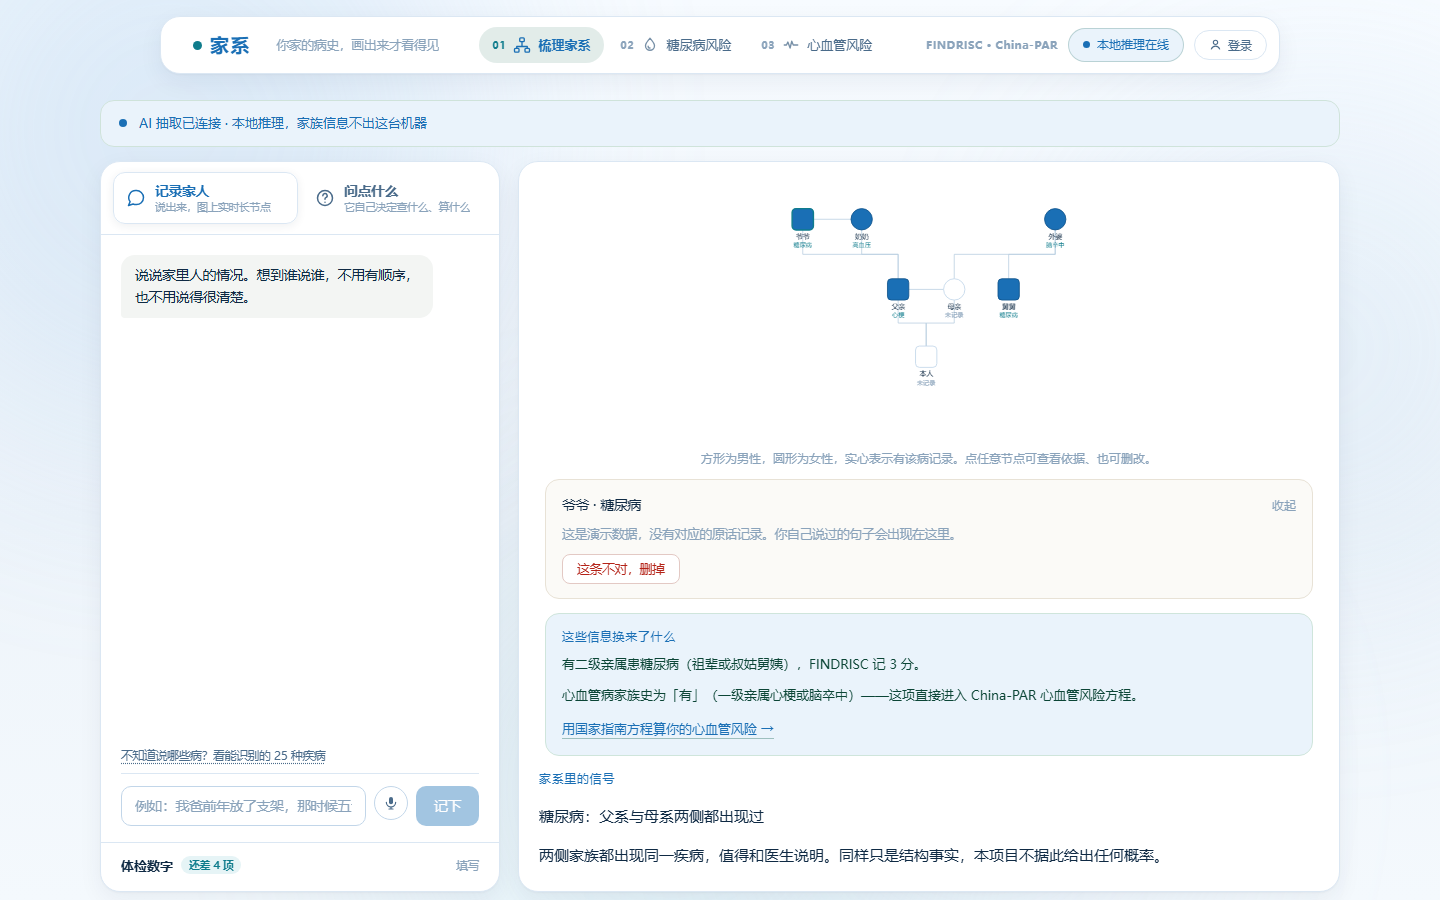 家系
你家的病史，画出来才看得见
01 梳理家系
02 糖尿病风险
03 心血管风险
FINDRISC • China-PAR
本地推理在线
登录
AI 抽取已连接 · 本地推理，家族信息不出这台机器
记录家人
说出来，图上实时长节点
问点什么
它自己决定查什么、算什么
说说家里人的情况。想到谁说谁，不用有顺序，
也不用说得很清楚。
不知道说哪些病？看能识别的 25 种疾病
例如：我爸前年放了支架，那时候五
记下
体检数字
还差 4 项
填写
爷爷
糖尿病
奶奶
高血压
外婆
脑卒中
父亲
心梗
母亲
未记录
舅舅
糖尿病
本人
未记录
方形为男性，圆形为女性，实心表示有该病记录。点任意节点可查看依据、也可删改。
爷爷 · 糖尿病
收起
这是演示数据，没有对应的原话记录。你自己说过的句子会出现在这里。
这条不对，删掉
这些信息换来了什么
有二级亲属患糖尿病（祖辈或叔姑舅姨），FINDRISC 记 3 分。
心血管病家族史为「有」（一级亲属心梗或脑卒中）——这项直接进入 China-PAR 心血管风险方程。
用国家指南方程算你的心血管风险 →
家系里的信号
糖尿病：父系与母系两侧都出现过
两侧家族都出现同一疾病，值得和医生说明。同样只是结构事实，本项目不据此给出任何概率。